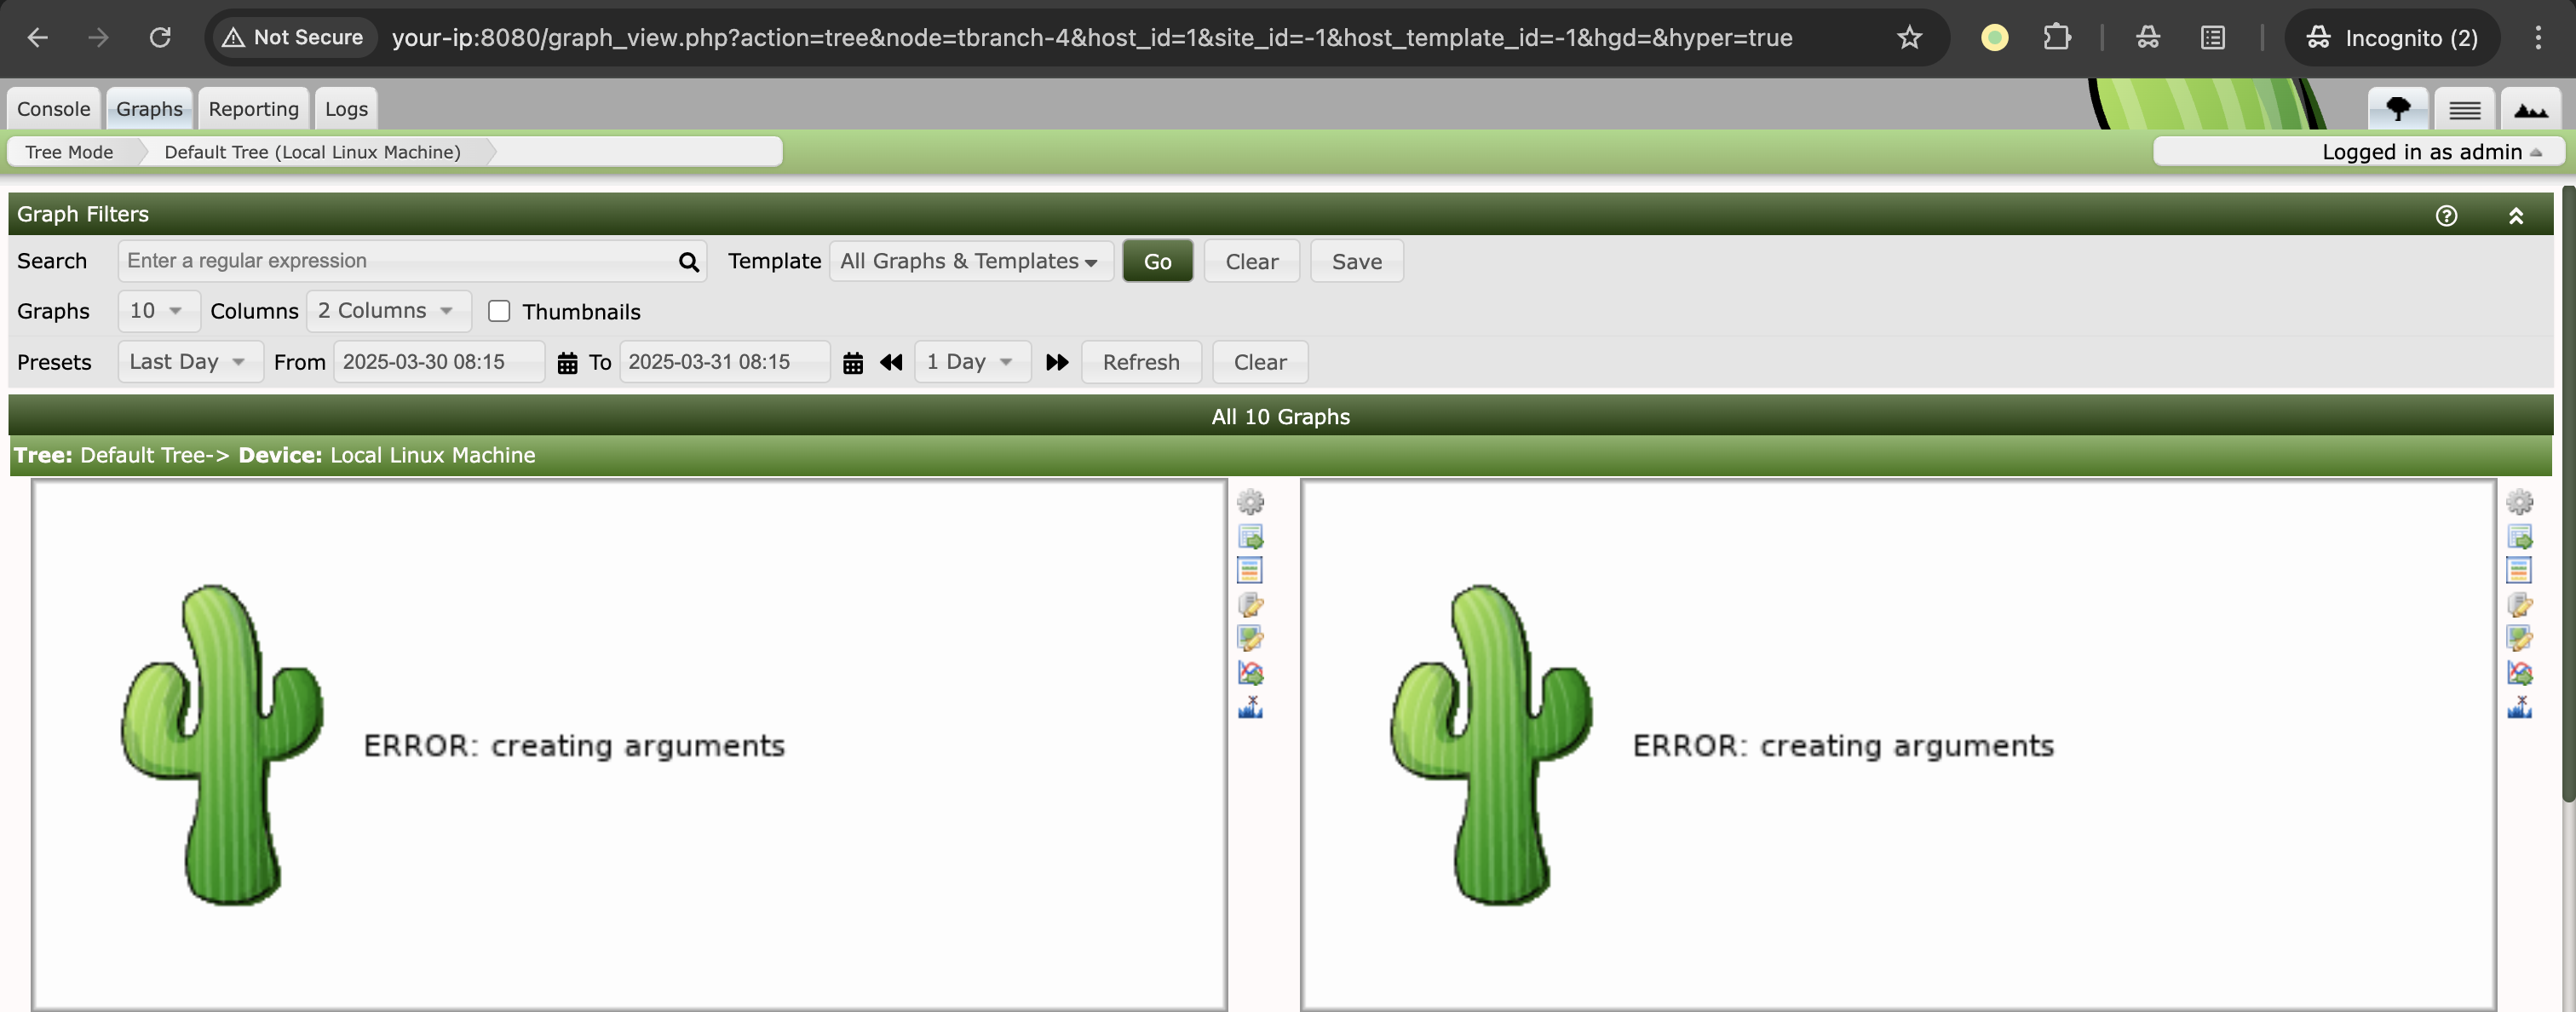 Not Secure your-ip:8080/graph_view.php?action=tree&node=tbranch-4&host_id=1&site_id=-1&host_template_id=-1&hgd=&hyper=true Incognito (2)
Console Graphs Reporting Logs
Tree Mode Default Tree (Local Linux Machine) Logged in as admin
Graph Filters
Search Enter a regular expression Template All Graphs & Templates Go Clear Save
Graphs 10 Columns 2 Columns Thumbnails
Presets Last Day From 2025-03-30 08:15 To 2025-03-31 08:15 1 Day Refresh Clear
All 10 Graphs
Tree: Default Tree-> Device: Local Linux Machine
ERROR: creating arguments ERROR: creating arguments